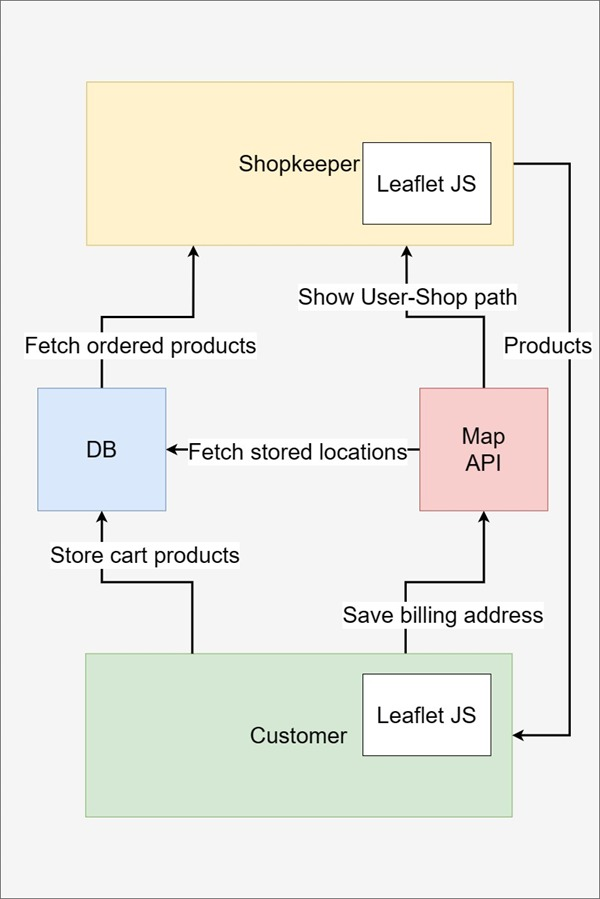 Shopkeeper
Leaflet JS
Show User-Shop path
Fetch ordered products
Products
DB
Fetch stored locations
Map
API
Store cart products
Save billing address
Customer
Leaflet JS